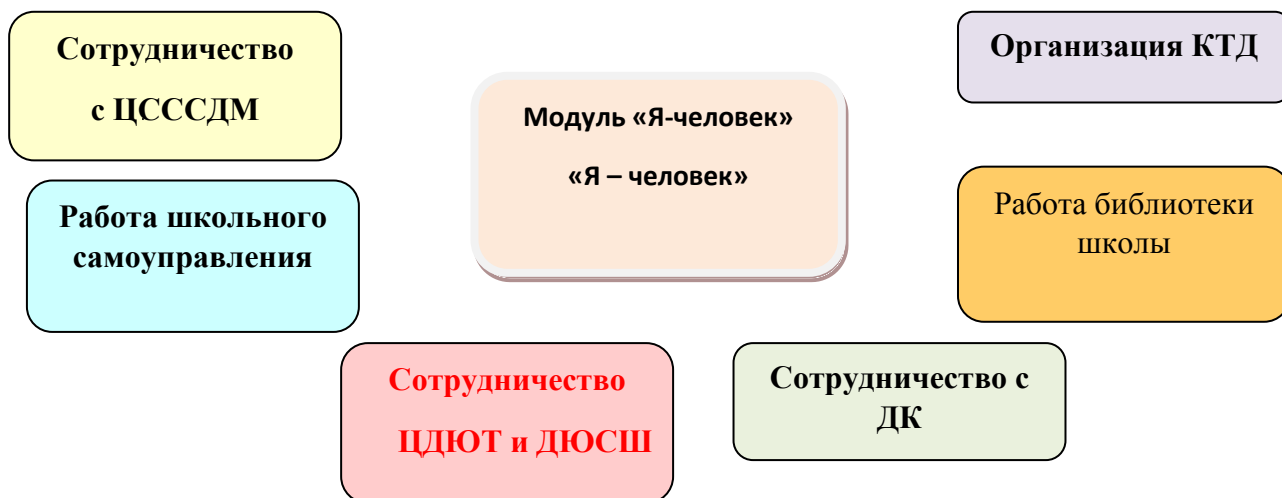 Сотрудничество
с ЦСССДМ
Организация КТД
Модуль «Я-человек»
«Я – человек»
Работа школьного
самоуправления
Работа библиотеки
школы
Сотрудничество
ЦДЮТ и ДЮСШ
Сотрудничество с
ДК